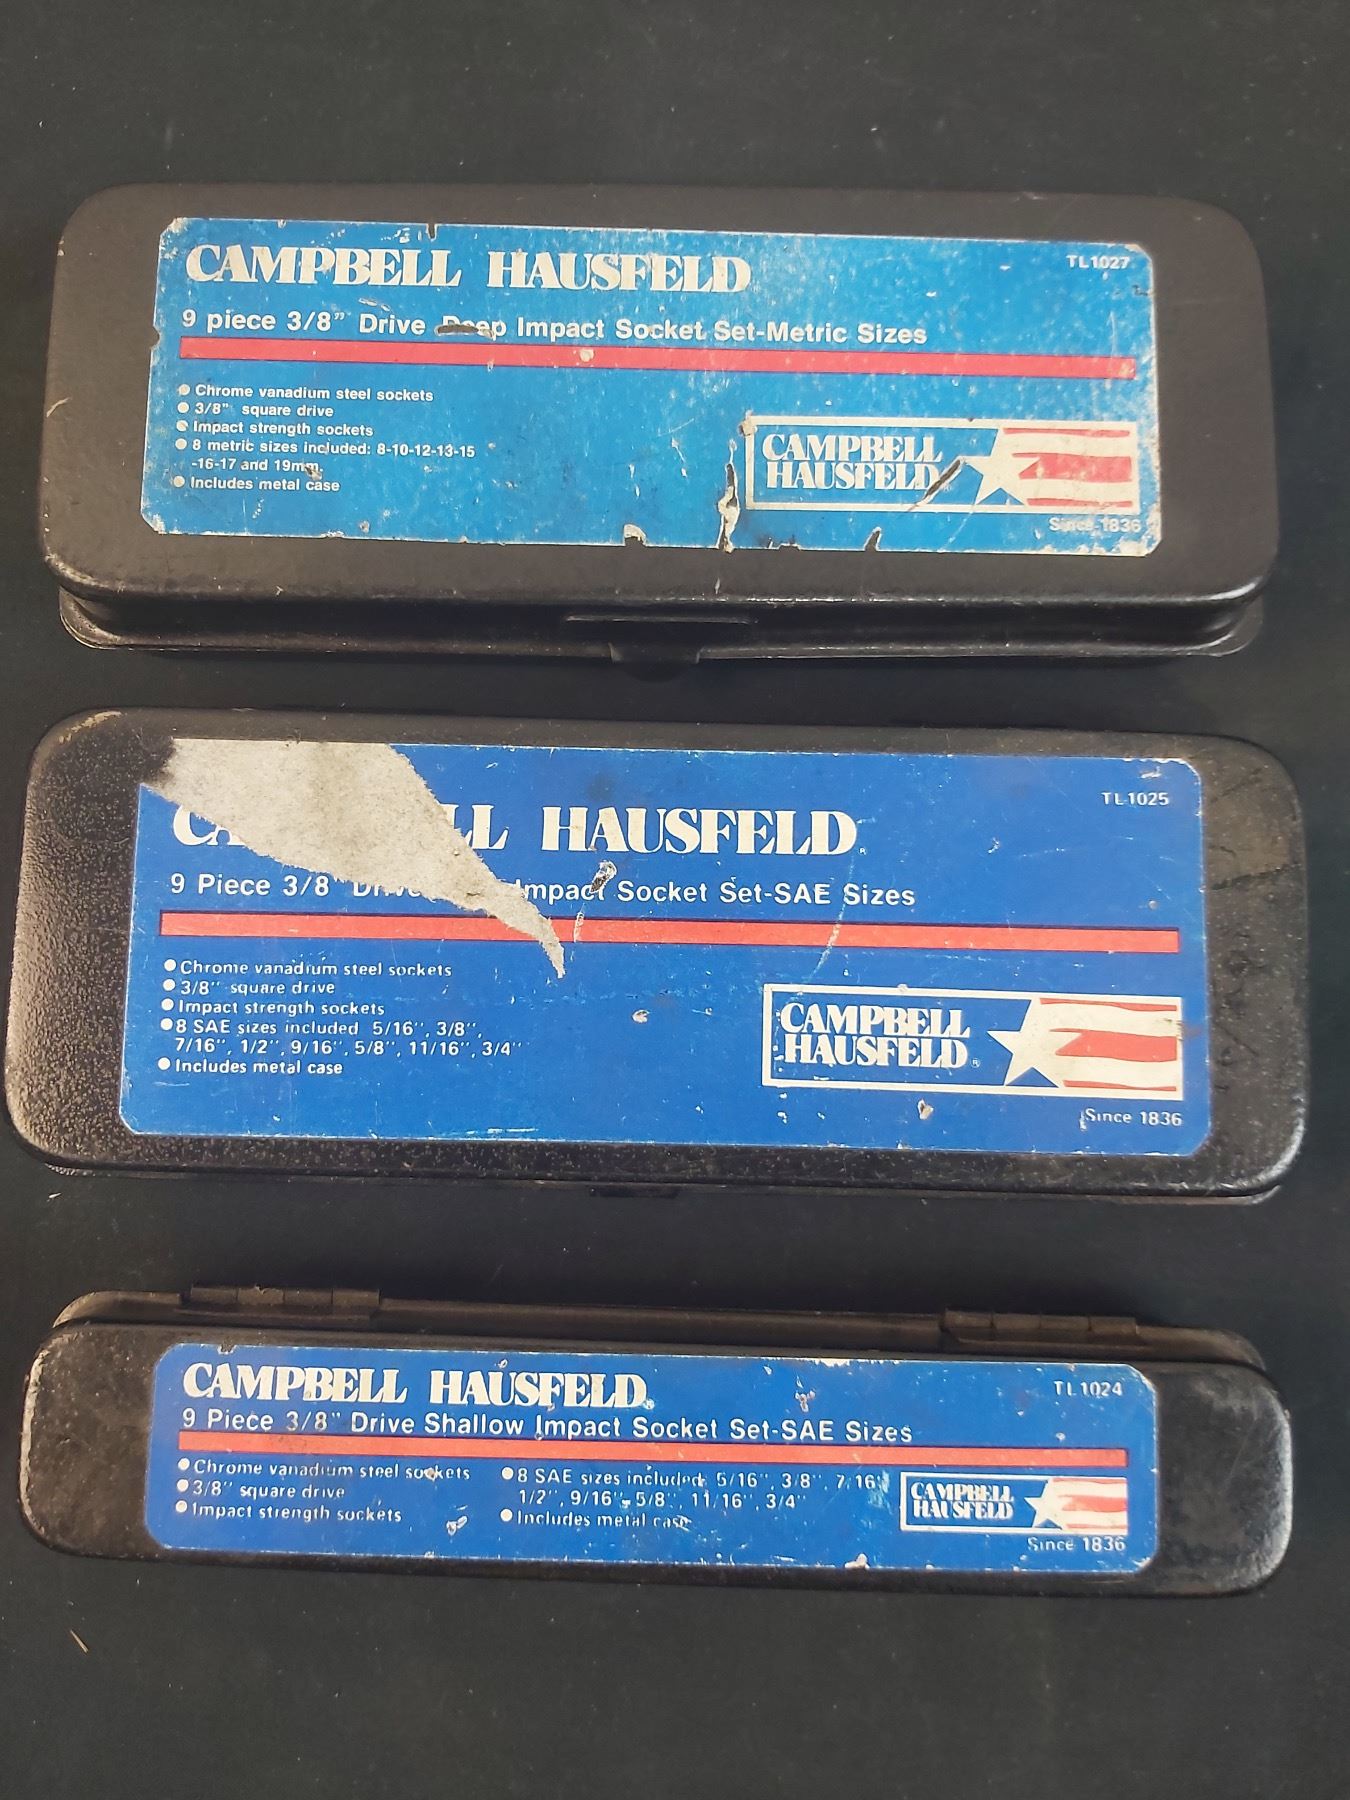 CAMPBELL HAUSFELD
TL1027
9 piece 3/8" Drive Deep Impact Socket Set-Metric Sizes
Chrome vanadium steel sockets
3/8" square drive
Impact strength sockets
8 metric sizes included: 8-10-12-13-15
-16-17 and 19mm.
Includes metal case
CAMPBELL
HAUSFELD
Since 1836
TL1025
HAUSFELD
9 Piece 3/8" Drive Impact Socket Set-SAE Sizes
Chrome vanadium steel sockets
3/8" square drive
Impact strength sockets
8 SAE sizes included 5/16", 3/8",
7/16", 1/2", 9/16", 5/8", 11/16", 3/4"
Includes metal case
CAMPBELL
HAUSFELD®
Since 1836
CAMPBELL HAUSFELD®
TL1024
9 Piece 3/8" Drive Shallow Impact Socket Set-SAE Sizes
Chrome vanadium steel sockets
3/8" square drive
Impact strength sockets
8 SAE sizes included 5/16", 3/8", 7/16"
1/2", 9/16", 5/8", 11/16", 3/4"
Includes metal case
CAMPBELL
HAUSFELD
Since 1836